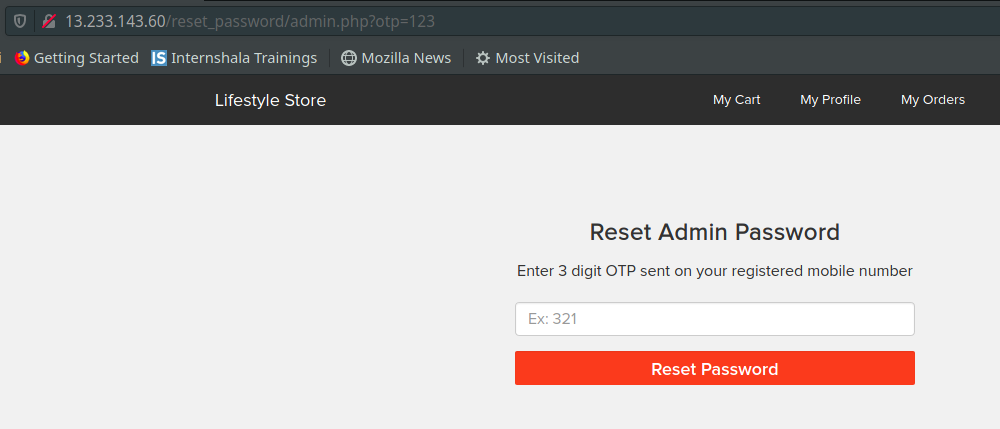 13.233.143.60/reset_password/admin.php?otp=123
i Getting Started IS Internshala Trainings Mozilla News Most Visited
Lifestyle Store My Cart My Profile My Orders
Reset Admin Password
Enter 3 digit OTP sent on your registered mobile number
Ex: 321
Reset Password